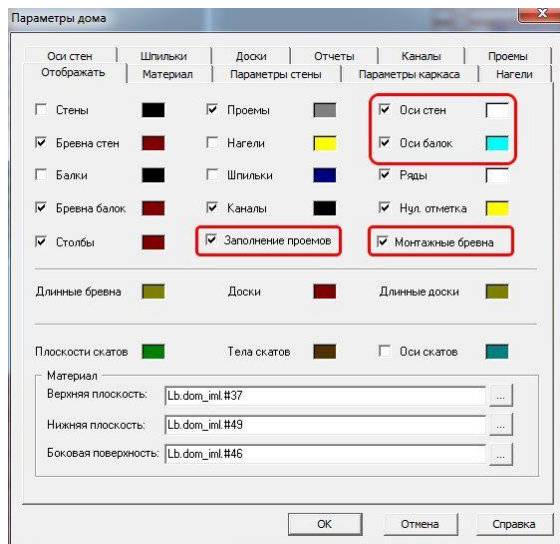 Параметры дома
Оси стен Шпильки Доски Отчеты Каналы Проемы
Отображать Материал Параметры стены Параметры каркаса Нагели
Стены Проемы Оси стен
Бревна стен Нагели Оси балок
Балки Шпильки Ряды
Бревна балок Каналы Нул. отметка
Столбы Заполнение проемов Монтажные бревна
Длинные бревна Доски Длинные доски
Плоскости скатов Тела скатов Оси скатов
Материал
Верхняя плоскость: Lb.dom_iml.#37 ...
Нижняя плоскость: Lb.dom_iml.#49 ...
Боковая поверхность: Lb.dom_iml.#46 ...
OK Отмена Справка